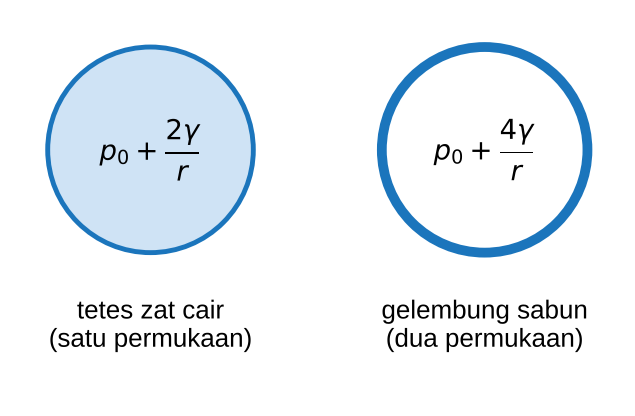 p₀ + 2γ/r
p₀ + 4γ/r
tetes zat cair
(satu permukaan)
gelembung sabun
(dua permukaan)